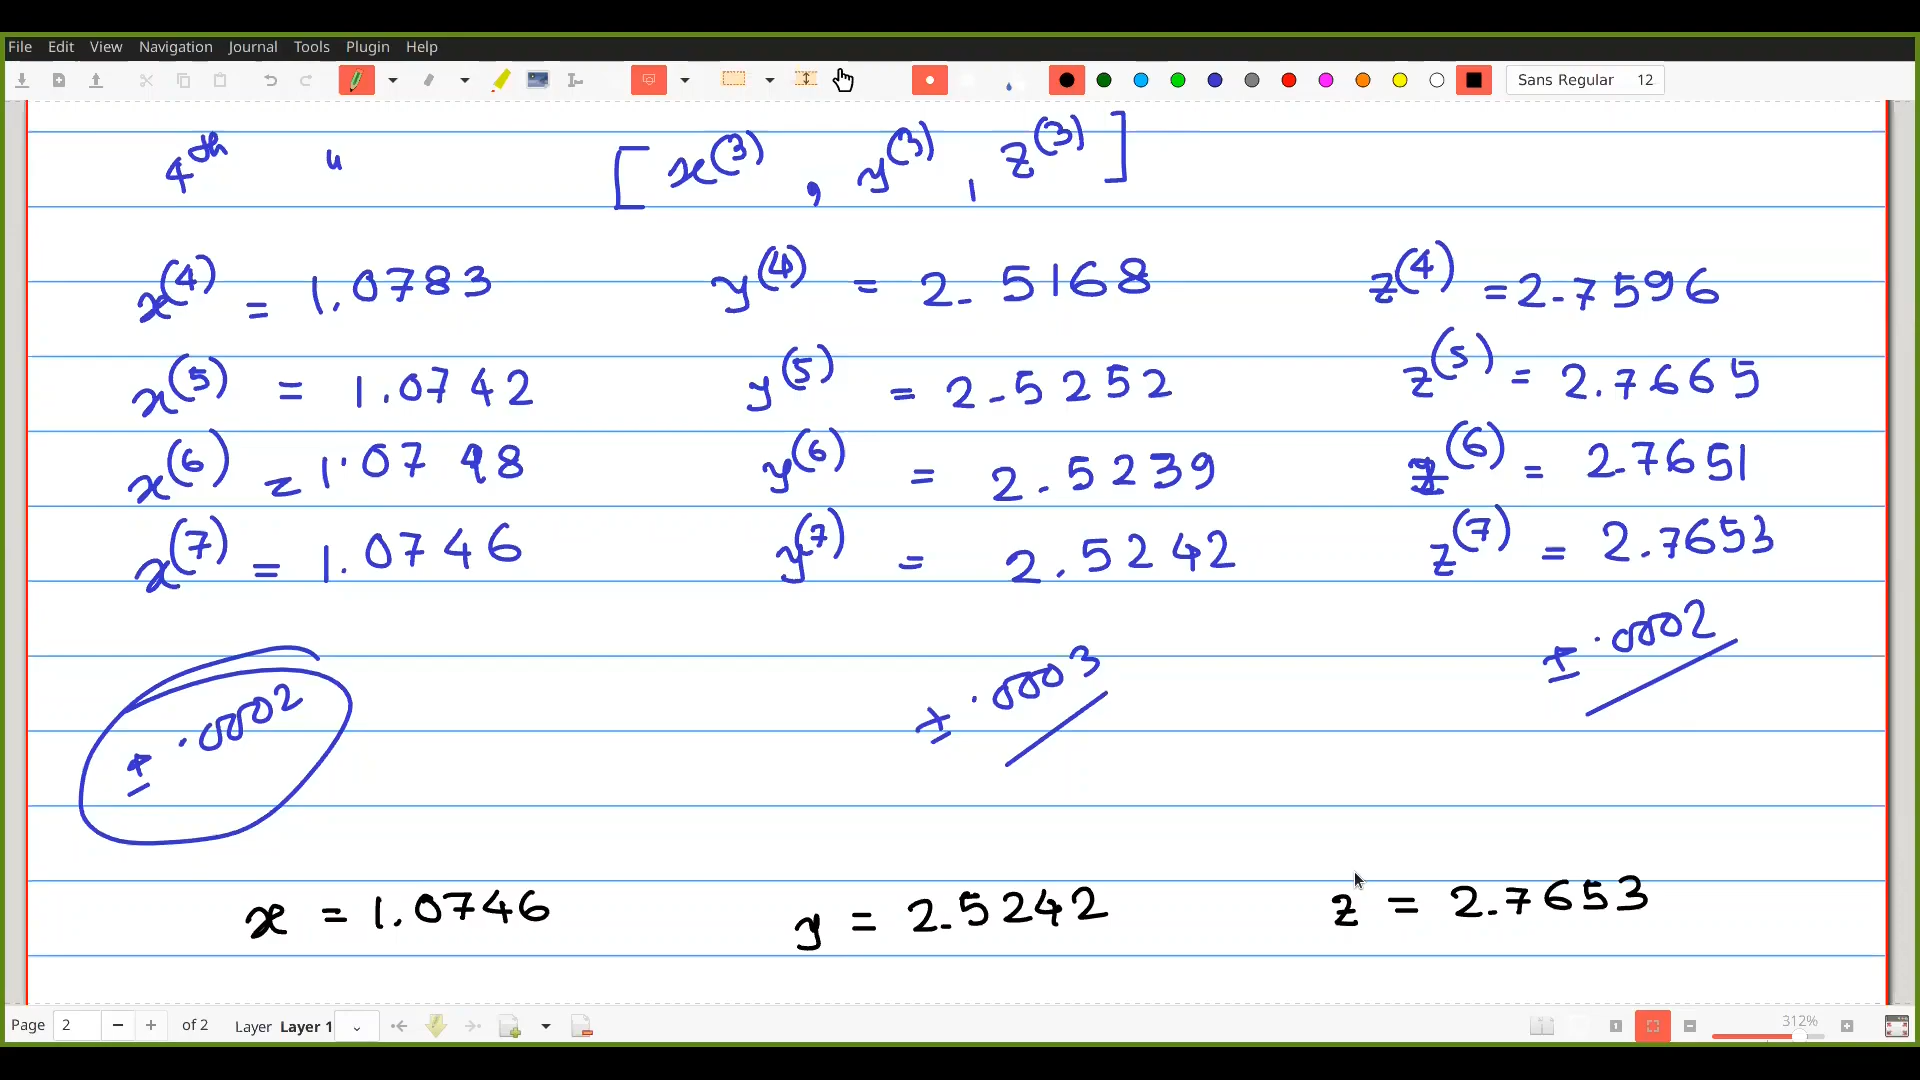 File Edit View Navigation Journal Tools Plugin Help
Sans Regular 12
4th " [ x(3) , y(3) , z(3) ]
x(4) = 1.0783 y(4) = 2.5168 z(4) = 2.7596
x(5) = 1.0742 y(5) = 2.5252 z(5) = 2.7665
x(6) = 1.0748 y(6) = 2.5239 z(6) = 2.7651
x(7) = 1.0746 y(7) = 2.5242 z(7) = 2.7653
± .0002 ± .0003 ± .0002
x = 1.0746 y = 2.5242 z = 2.7653
Page 2 − + of 2 Layer Layer 1 312%